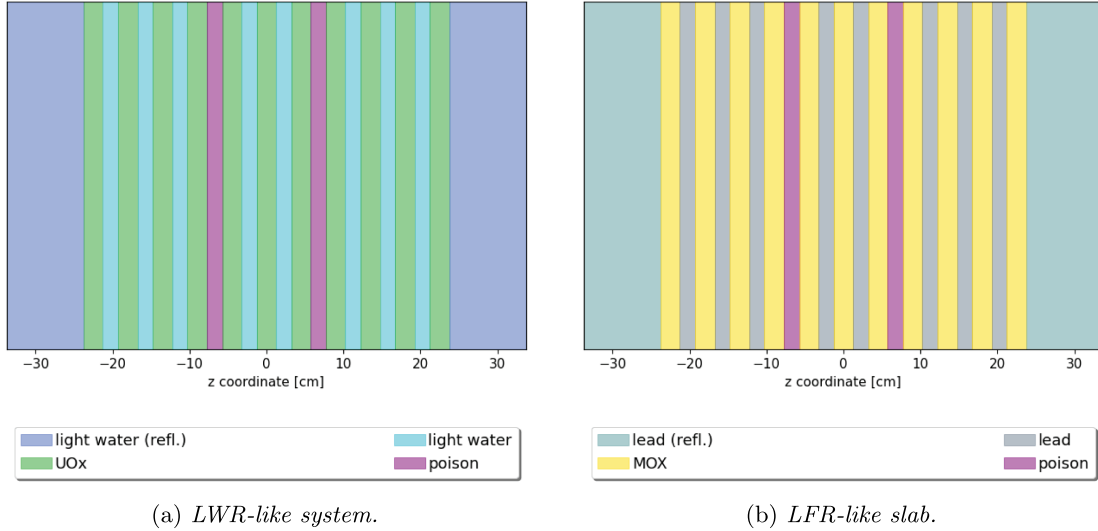 −30 −20 −10 0 10 20 30
z coordinate [cm]
light water (refl.) light water
UOx poison
(a) LWR-like system.
−30 −20 −10 0 10 20 30
z coordinate [cm]
lead (refl.) lead
MOX poison
(b) LFR-like slab.